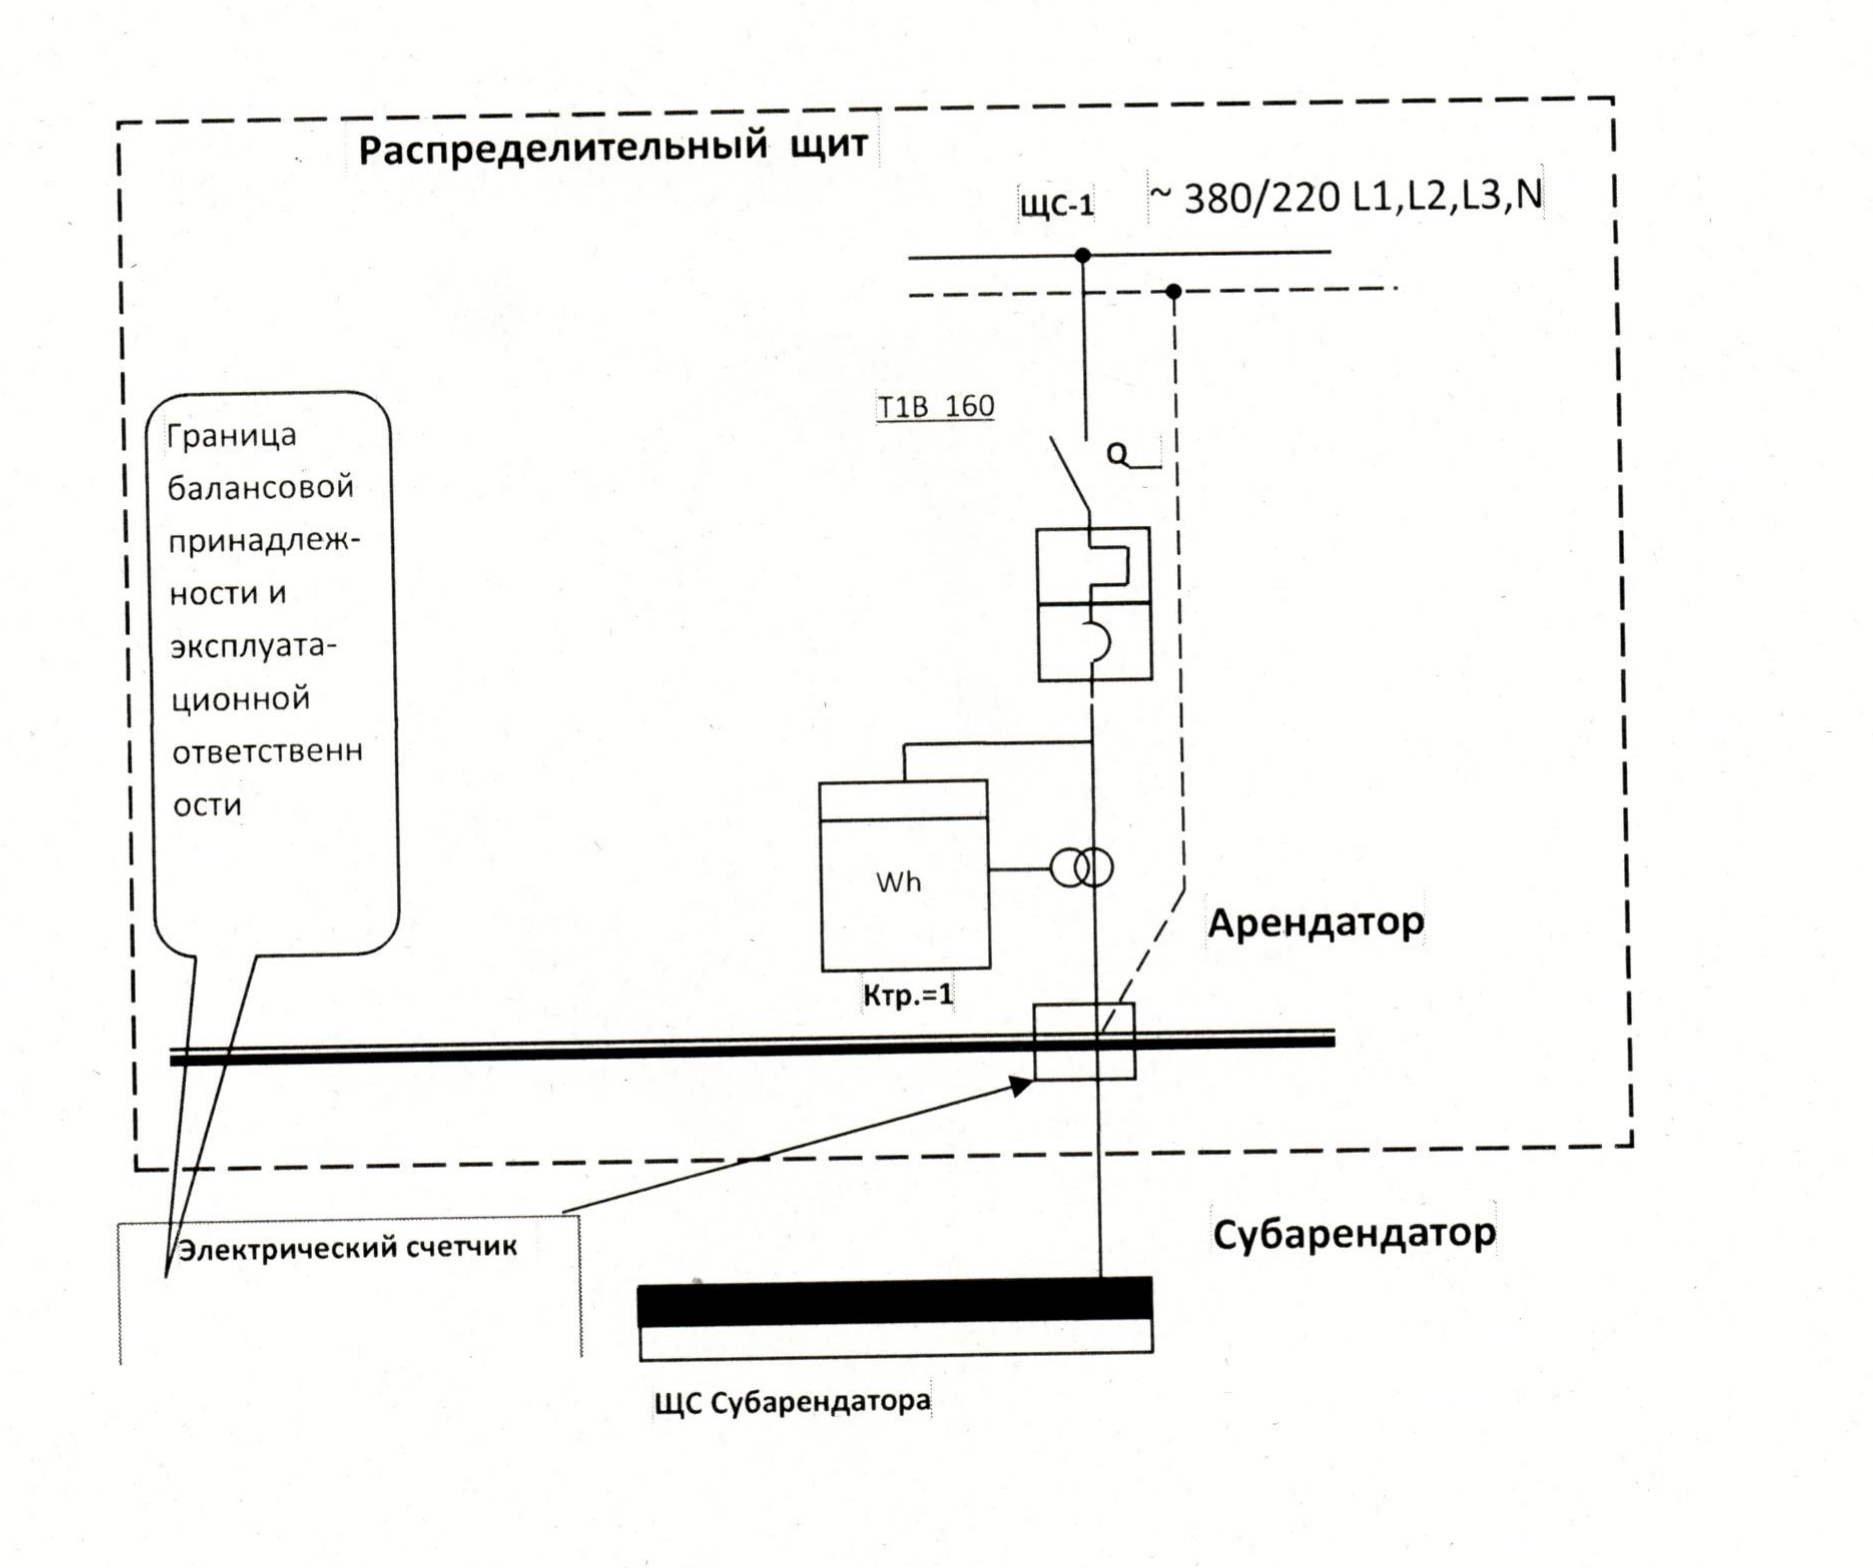 Распределительный щит
ЩС-1 ~ 380/220 L1,L2,L3,N
T1B 160
Q
Граница
балансовой
принадлеж-
ности и
эксплуата-
ционной
ответственн
ости
Wh
Ктр.=1
Арендатор
Электрический счетчик
Субарендатор
ЩС Субарендатора